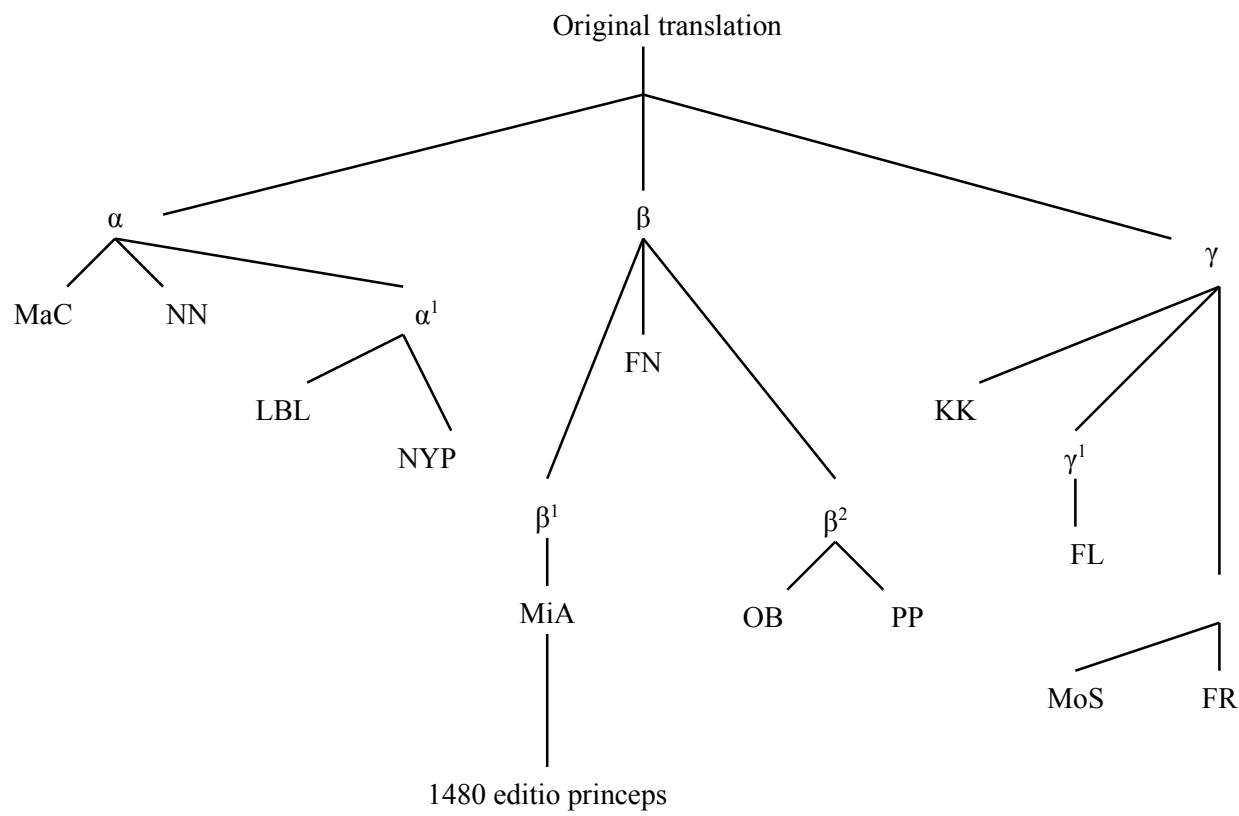 Original translation
α
β
γ
MaC
NN
α¹
FN
LBL
KK
NYP
γ¹
β¹
β²
FL
MiA
OB
PP
MoS
FR
1480 editio princeps